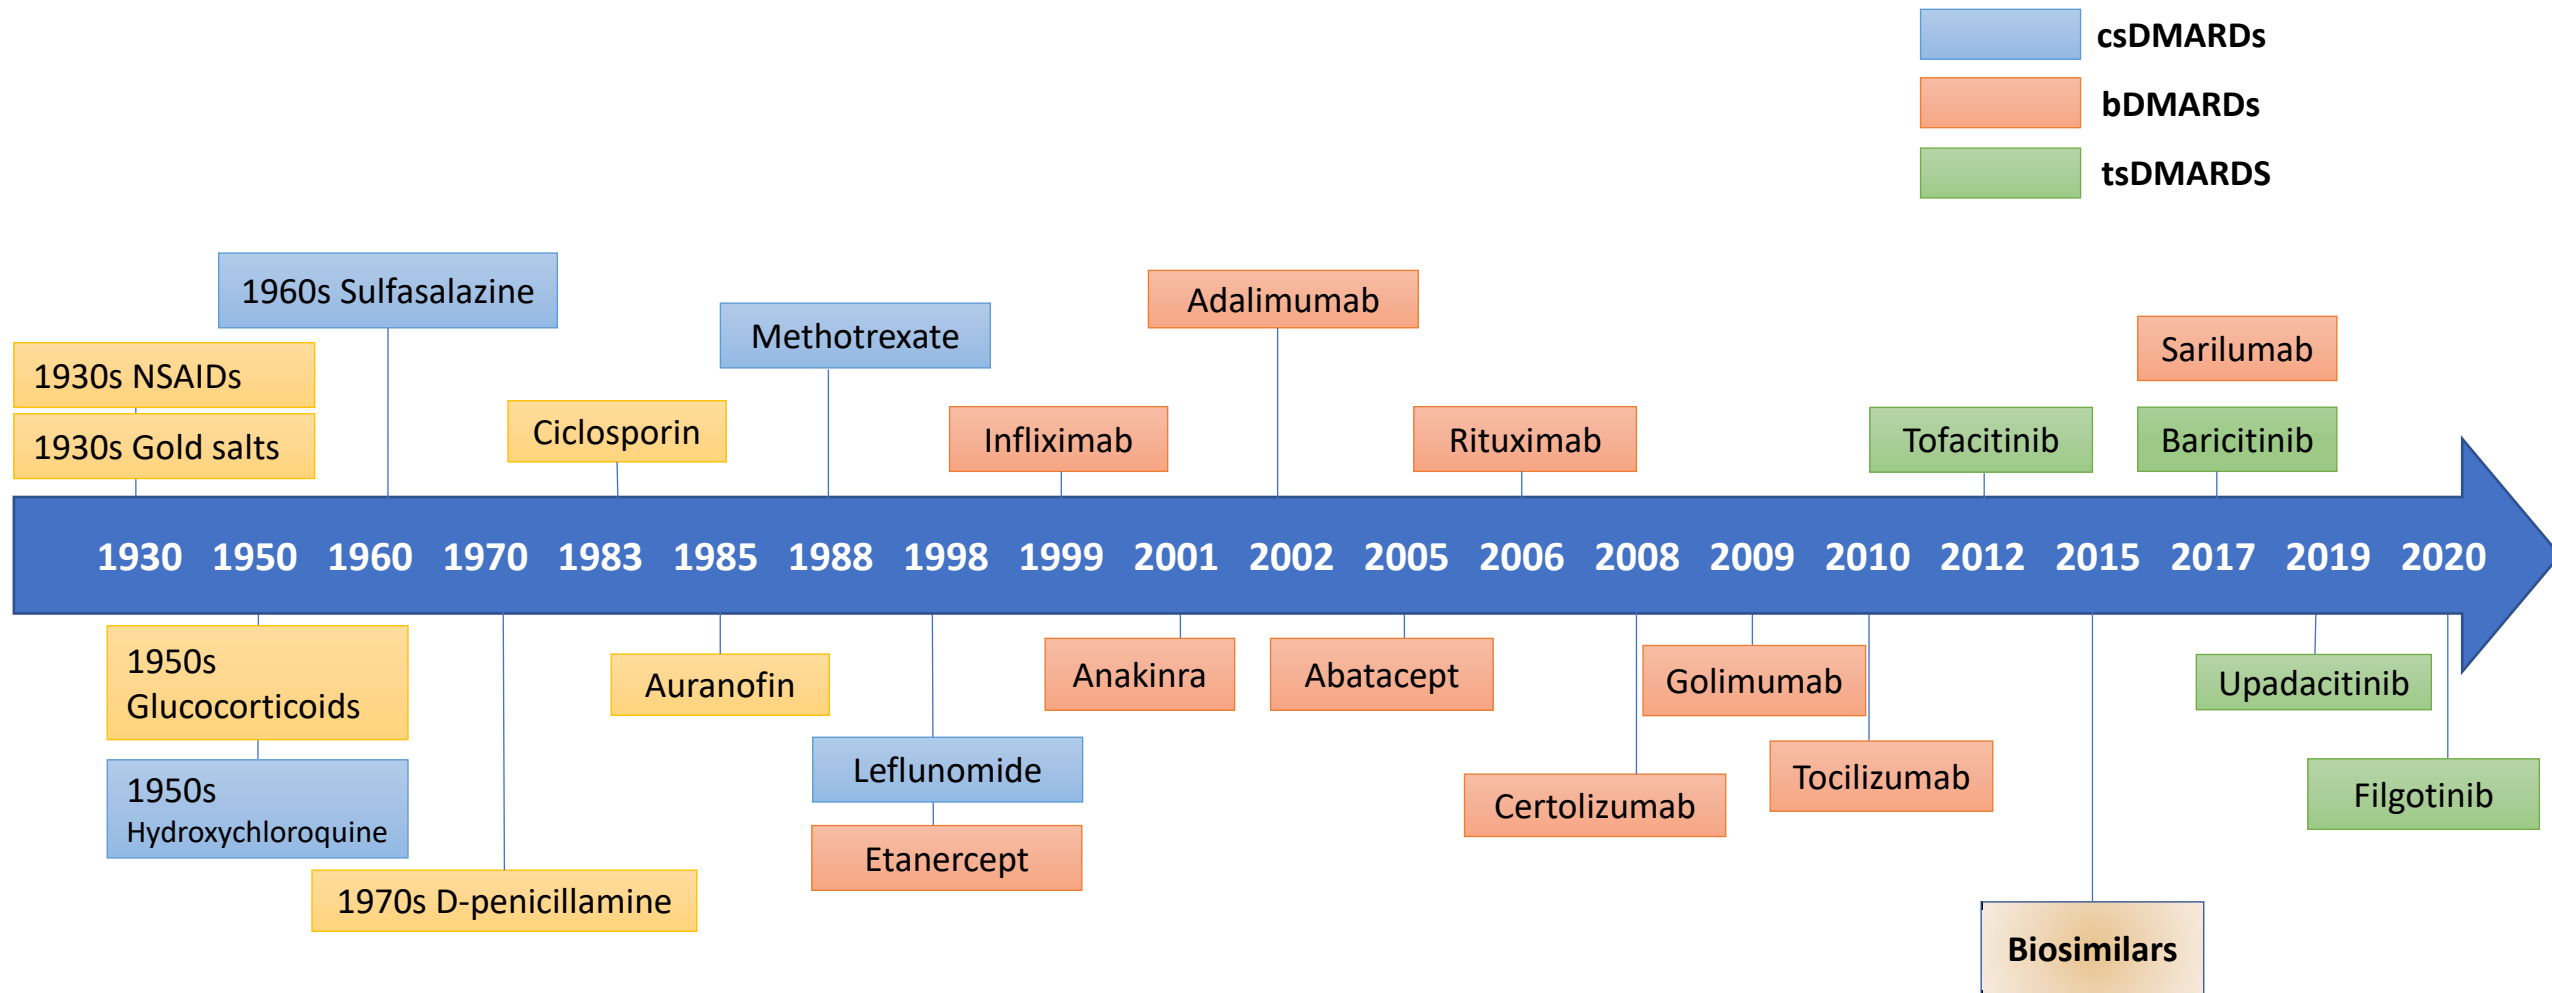 csDMARDs
bDMARDs
tsDMARDS
1960s Sulfasalazine
Adalimumab
Methotrexate
Sarilumab
1930s NSAIDs
1930s Gold salts
Ciclosporin
Infliximab
Rituximab
Tofacitinib
Baricitinib
1930 1950 1960 1970 1983 1985 1988 1998 1999 2001 2002 2005 2006 2008 2009 2010 2012 2015 2017 2019 2020
1950s
Glucocorticoids
Auranofin
Anakinra
Abatacept
Golimumab
Upadacitinib
1950s
Hydroxychloroquine
Leflunomide
Certolizumab
Tocilizumab
Filgotinib
Etanercept
1970s D-penicillamine
Biosimilars